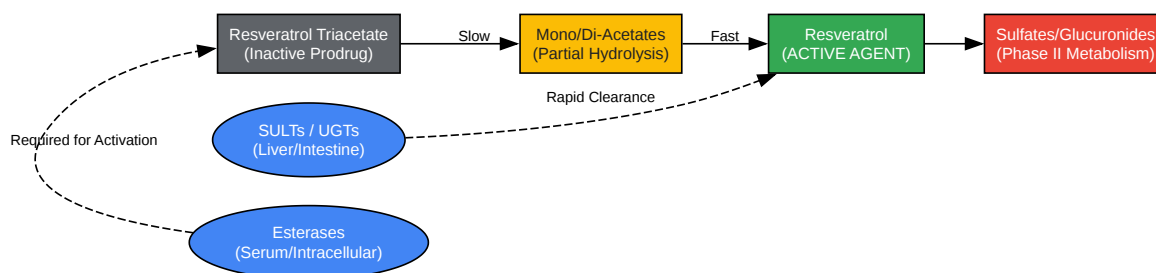 Resveratrol Triacetate
(Inactive Prodrug)
Slow
Mono/Di-Acetates
(Partial Hydrolysis)
Fast
Resveratrol
(ACTIVE AGENT)
Sulfates/Glucuronides
(Phase II Metabolism)
Rapid Clearance
Required for Activation
SULTs / UGTs
(Liver/Intestine)
Esterases
(Serum/Intracellular)